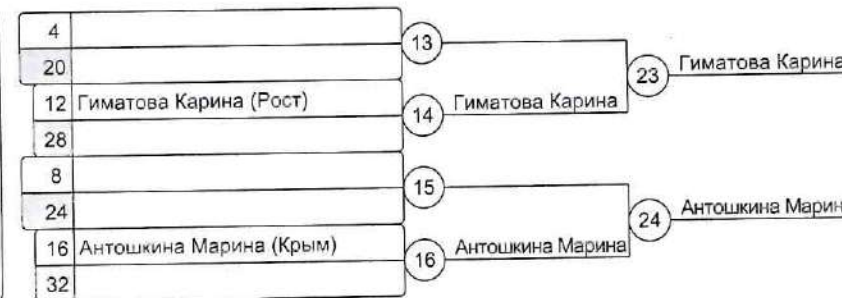 4
13
20
23 Гиматова Карина
12 Гиматова Карина (Рост)
14 Гиматова Карина
28
8
15
24
24 Антошкина Марин
16 Антошкина Марина (Крым)
16 Антошкина Марина
32